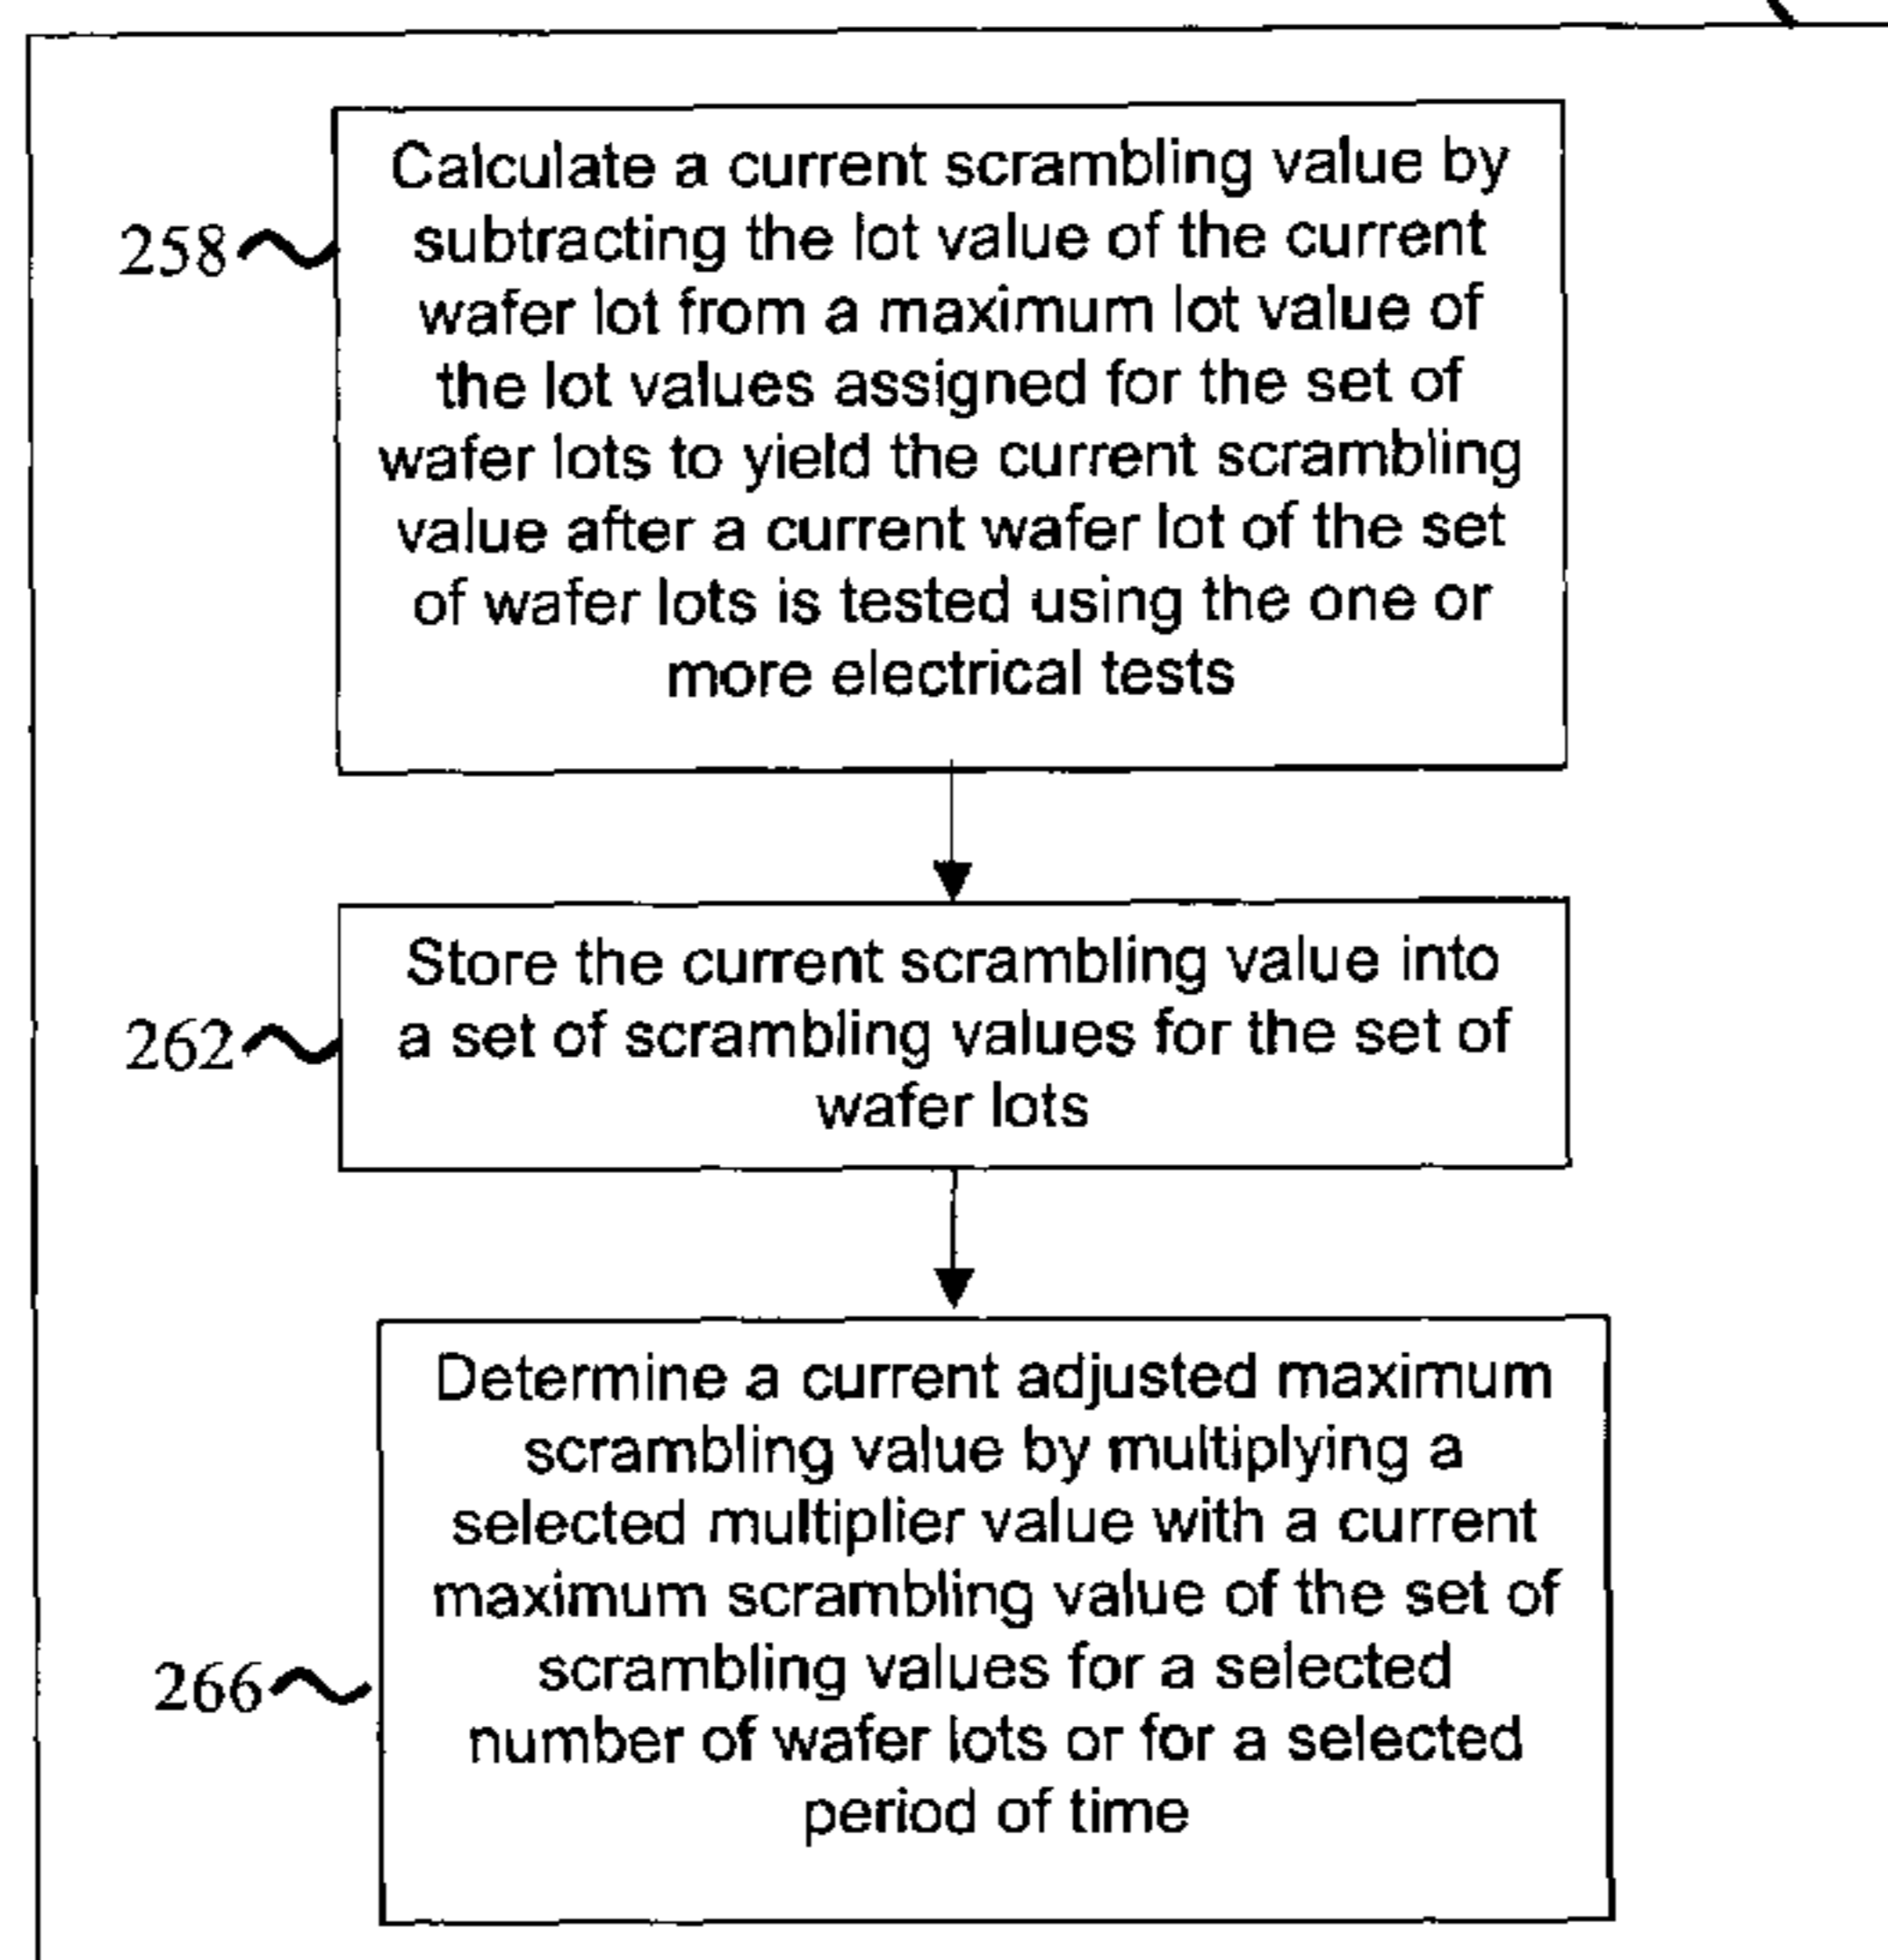 Calculate a current scrambling value by
258
subtracting the lot value of the current
wafer lot from a maximum lot value of
the lot values assigned for the set of
wafer lots to yield the current scrambling
value after a current wafer lot of the set
of wafer lots is tested using the one or
more electrical tests
Store the current scrambling value into
262
a set of scrambling values for the set of
wafer lots
Determine a current adjusted maximum
scrambling value by multiplying a
selected multiplier value with a current
maximum scrambling value of the set of
266
scrambling values for a selected
number of wafer lots or for a selected
period of time